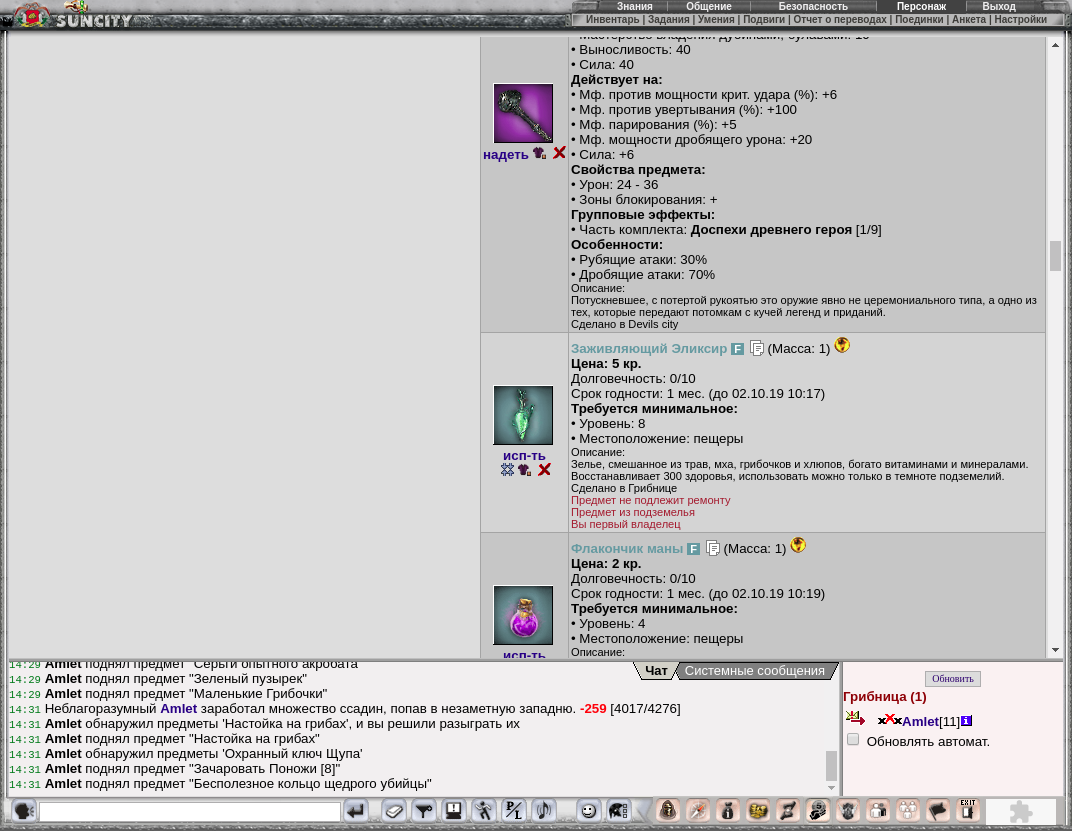 SUNCITY
Знания Общение Безопасность Персонаж Выход
Инвентарь | Задания | Умения | Подвиги | Отчет о переводах | Поединки | Анкета | Настройки
• Мастерство владения дубинами, булавами: 10
• Выносливость: 40
• Сила: 40
Действует на:
• Мф. против мощности крит. удара (%): +6
• Мф. против увертывания (%): +100
• Мф. парирования (%): +5
• Мф. мощности дробящего урона: +20
• Сила: +6
надеть
Свойства предмета:
• Урон: 24 - 36
• Зоны блокирования: +
Групповые эффекты:
• Часть комплекта: Доспехи древнего героя [1/9]
Особенности:
• Рубящие атаки: 30%
• Дробящие атаки: 70%
Описание:
Потускневшее, с потертой рукоятью это оружие явно не церемониального типа, а одно из
тех, которые передают потомкам с кучей легенд и приданий.
Сделано в Devils city
Заживляющий Эликсир F (Масса: 1)
Цена: 5 кр.
Долговечность: 0/10
Срок годности: 1 мес. (до 02.10.19 10:17)
Требуется минимальное:
• Уровень: 8
• Местоположение: пещеры
исп-ть
Описание:
Зелье, смешанное из трав, мха, грибочков и хлюпов, богато витаминами и минералами.
Восстанавливает 300 здоровья, использовать можно только в темноте подземелий.
Сделано в Грибнице
Предмет не подлежит ремонту
Предмет из подземелья
Вы первый владелец
Флакончик маны F (Масса: 1)
Цена: 2 кр.
Долговечность: 0/10
Срок годности: 1 мес. (до 02.10.19 10:19)
Требуется минимальное:
• Уровень: 4
• Местоположение: пещеры
исп-ть
Описание:
Чат Системные сообщения
14:29 Amlet поднял предмет "Серьги опытного акробата"
14:29 Amlet поднял предмет "Зеленый пузырек"
14:29 Amlet поднял предмет "Маленькие Грибочки"
14:31 Неблагоразумный Amlet заработал множество ссадин, попав в незаметную западню. -259 [4017/4276]
14:31 Amlet обнаружил предметы 'Настойка на грибах', и вы решили разыграть их
14:31 Amlet поднял предмет "Настойка на грибах"
14:31 Amlet обнаружил предметы 'Охранный ключ Щупа'
14:31 Amlet поднял предмет "Зачаровать Поножи [8]"
14:31 Amlet поднял предмет "Бесполезное кольцо щедрого убийцы"
Обновить
Грибница (1)
Amlet[11]
Обновлять автомат.
P/L
EXIT